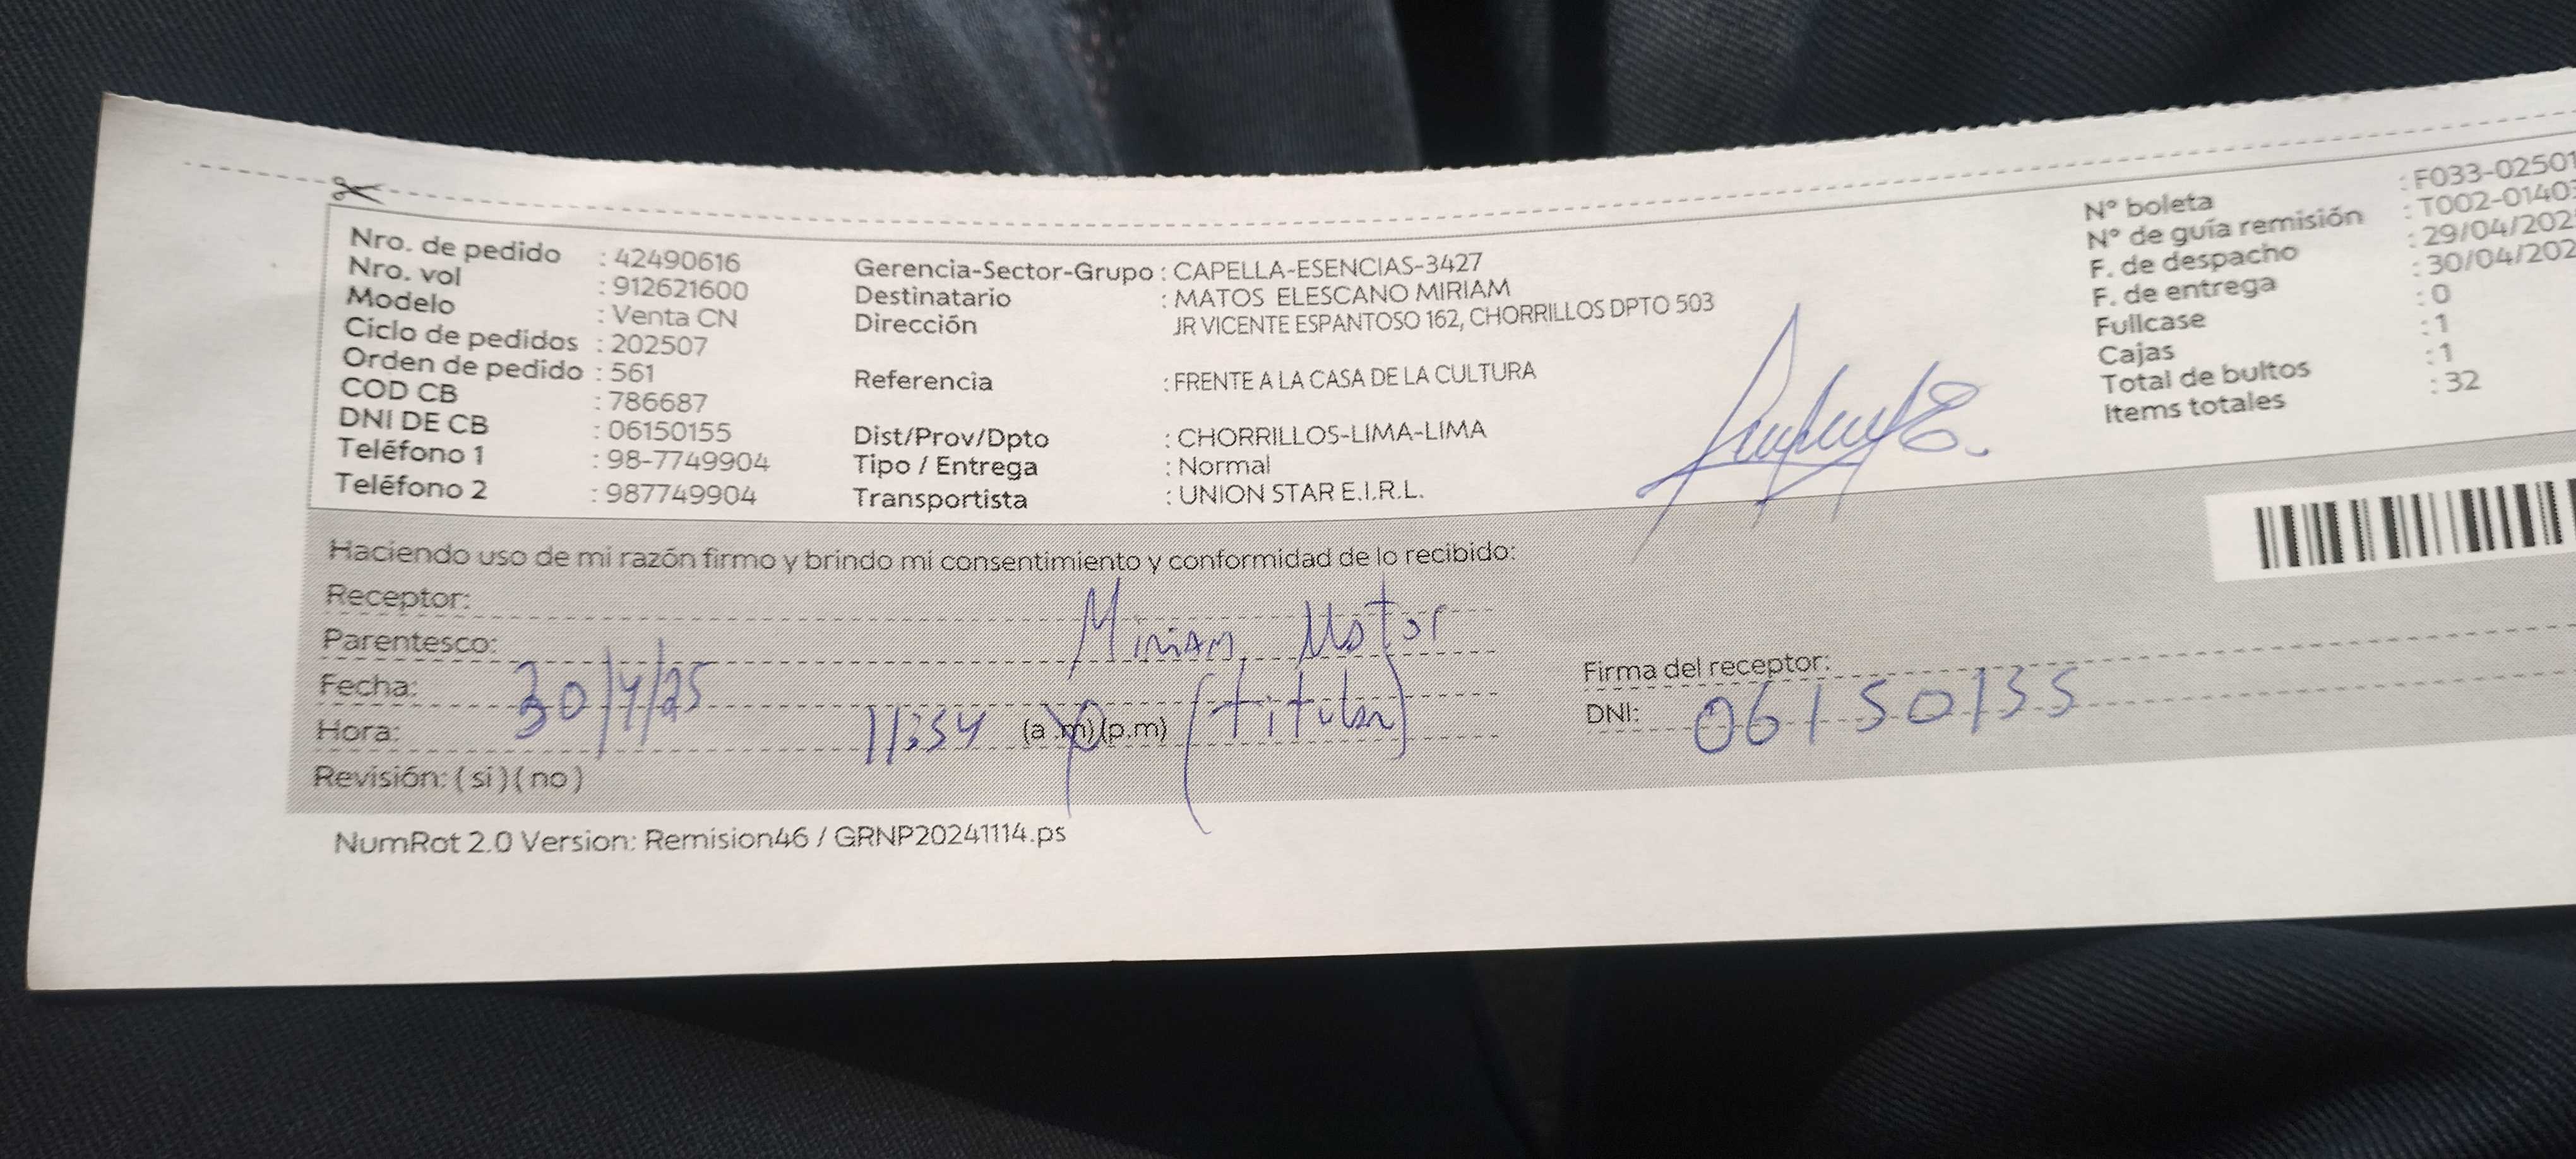 Nro. de pedido : 42490616
Nro. vol : 912621600
Modelo : Venta CN
Ciclo de pedidos : 202507
Orden de pedido : 561
COD CB : 786687
DNI DE CB : 06150155
Teléfono 1 : 98-7749904
Teléfono 2 : 987749904
Gerencia-Sector-Grupo : CAPELLA-ESENCIAS-3427
Destinatario : MATOS ELESCANO MIRIAM
Dirección JR VICENTE ESPANTOSO 162, CHORRILLOS DPTO 503
Referencia : FRENTE A LA CASA DE LA CULTURA
Dist/Prov/Dpto : CHORRILLOS-LIMA-LIMA
Tipo / Entrega : Normal
Transportista : UNION STAR E.I.R.L.
N° boleta : F033-02501
N° de guía remisión : T002-0140
F. de despacho : 29/04/202
F. de entrega : 30/04/202
Fullcase : 0
Cajas : 1
Total de bultos : 1
Items totales : 32
Haciendo uso de mi razón firmo y brindo mi consentimiento y conformidad de lo recibido:
Receptor: Miriam Matos
Parentesco: (titular)
Fecha: 30/4/25
Hora: 11:54 (a.m)(p.m)
Revisión: ( si ) ( no )
Firma del receptor:
DNI: 06150155
NumRot 2.0 Version: Remision46 / GRNP20241114.ps